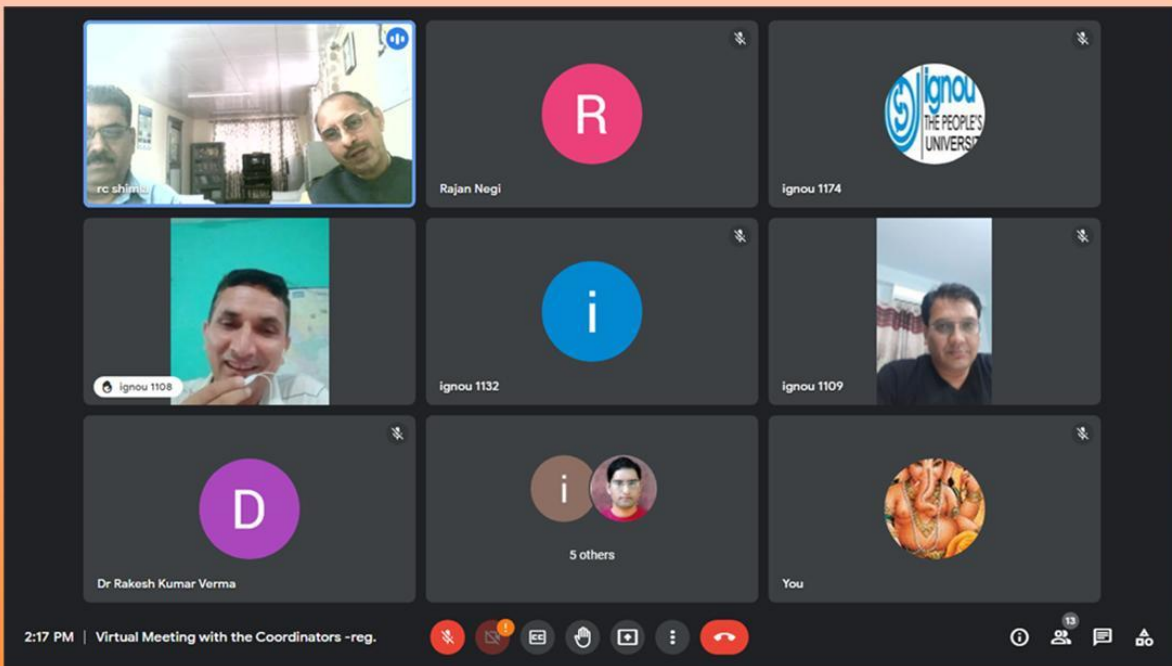 rc shimla
R
Rajan Negi
ignou
THE PEOPLE'S
ignou 1174
ignou 1108
i
ignou 1132
ignou 1109
D
Dr Rakesh Kumar Verma
i
5 others
You
2:17 PM | Virtual Meeting with the Coordinators -reg.
!
CC
13